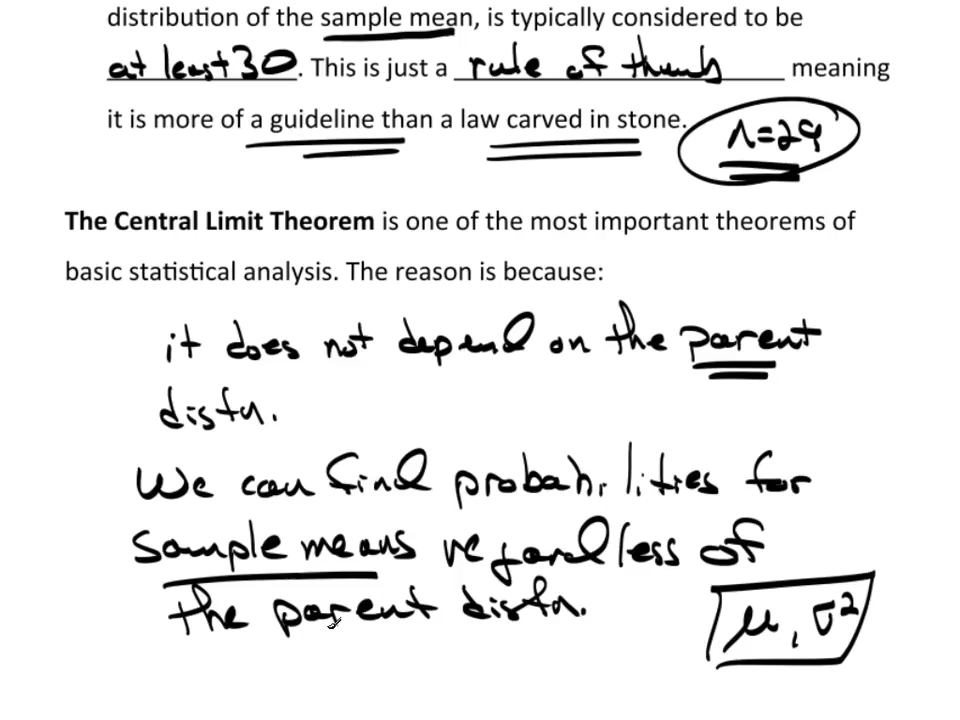 distribution of the sample mean, is typically considered to be
at least 30. This is just a rule of thumb meaning
it is more of a guideline than a law carved in stone.
n=29
The Central Limit Theorem is one of the most important theorems of
basic statistical analysis. The reason is because:
it does not depend on the parent
distn.
We can find probabilities for
sample means regardless of
the parent distn.
μ, σ²